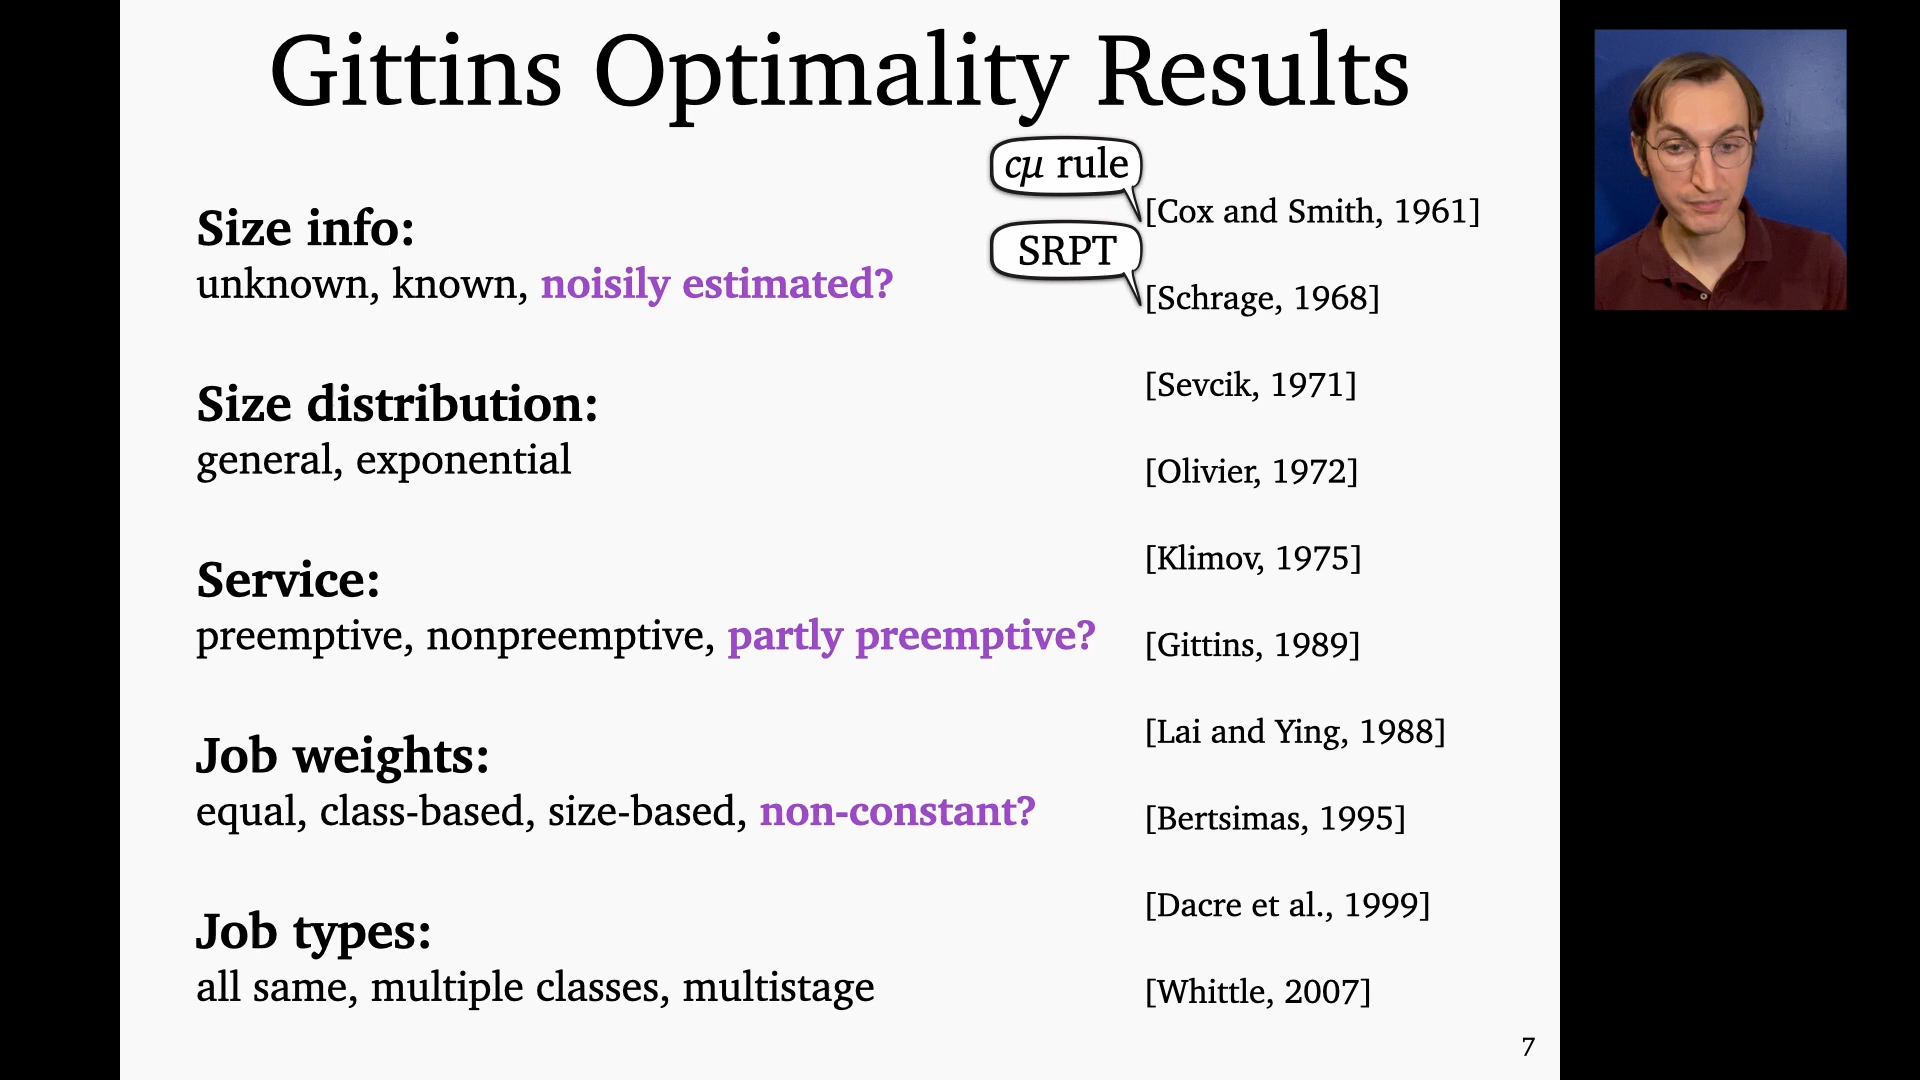 Gittins Optimality Results
Size info:
unknown, known, noisily estimated?
Size distribution:
general, exponential
Service:
preemptive, nonpreemptive, partly preemptive?
Job weights:
equal, class-based, size-based, non-constant?
Job types:
all same, multiple classes, multistage
cμ rule
[Cox and Smith, 1961]
SRPT
[Schrage, 1968]
[Sevcik, 1971]
[Olivier, 1972]
[Klimov, 1975]
[Gittins, 1989]
[Lai and Ying, 1988]
[Bertsimas, 1995]
[Dacre et al., 1999]
[Whittle, 2007]
7